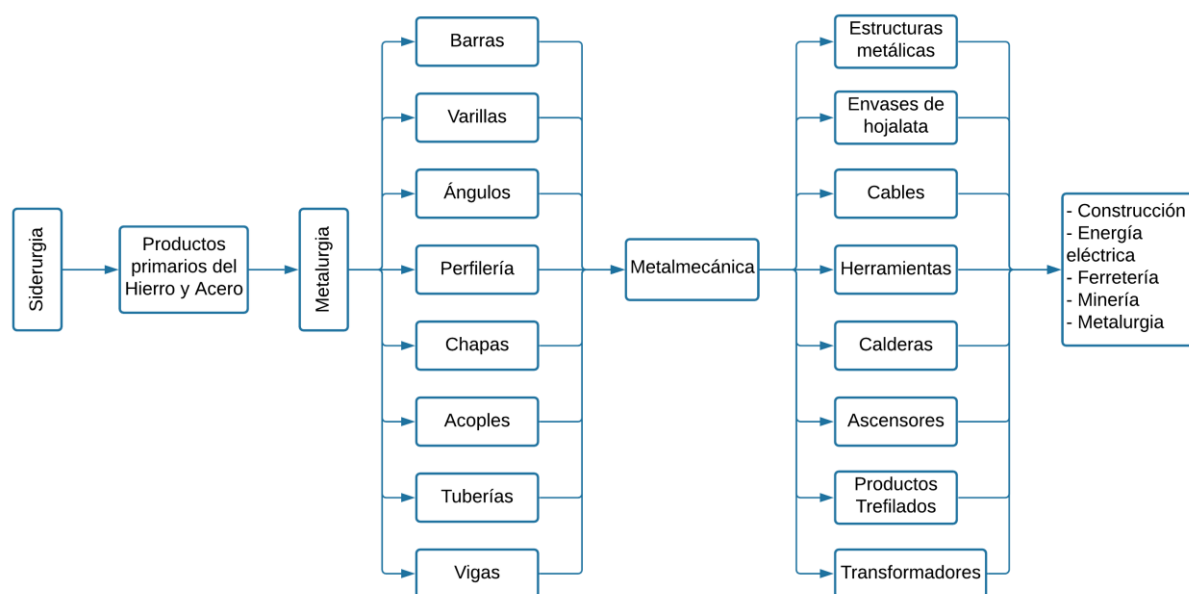 Siderurgia
Productos
primarios del
Hierro y Acero
Metalurgia
Barras
Varillas
Ángulos
Perfilería
Chapas
Acoples
Tuberías
Vigas
Metalmecánica
Estructuras
metálicas
Envases de
hojalata
Cables
Herramientas
Calderas
Ascensores
Productos
Trefilados
Transformadores
- Construcción
- Energía
eléctrica
- Ferretería
- Minería
- Metalurgia